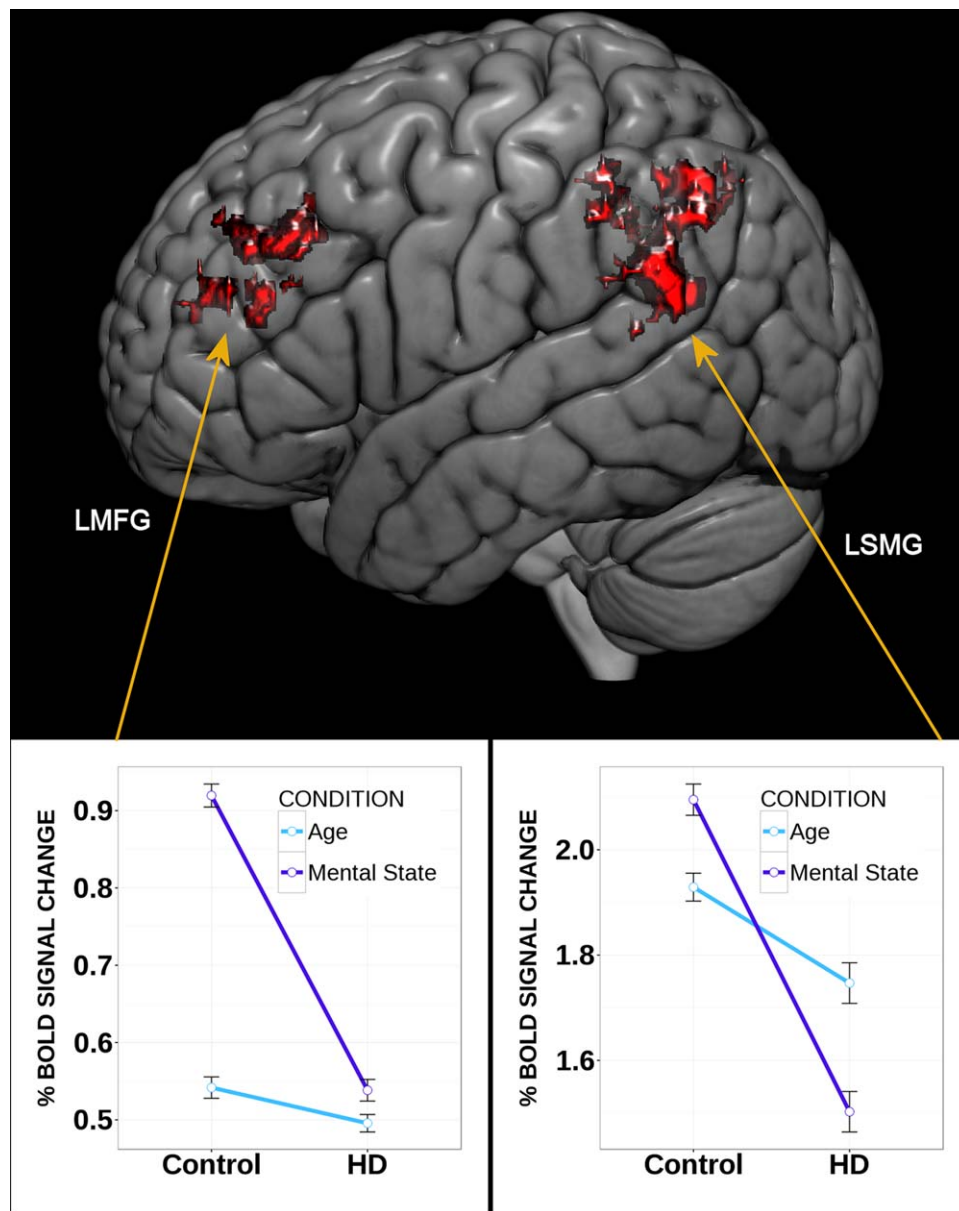 LMFG
LSMG
% BOLD SIGNAL CHANGE
0.9
0.8
0.7
0.6
0.5
CONDITION
Age
Mental State
Control HD
% BOLD SIGNAL CHANGE
2.0
1.8
1.6
CONDITION
Age
Mental State
Control HD